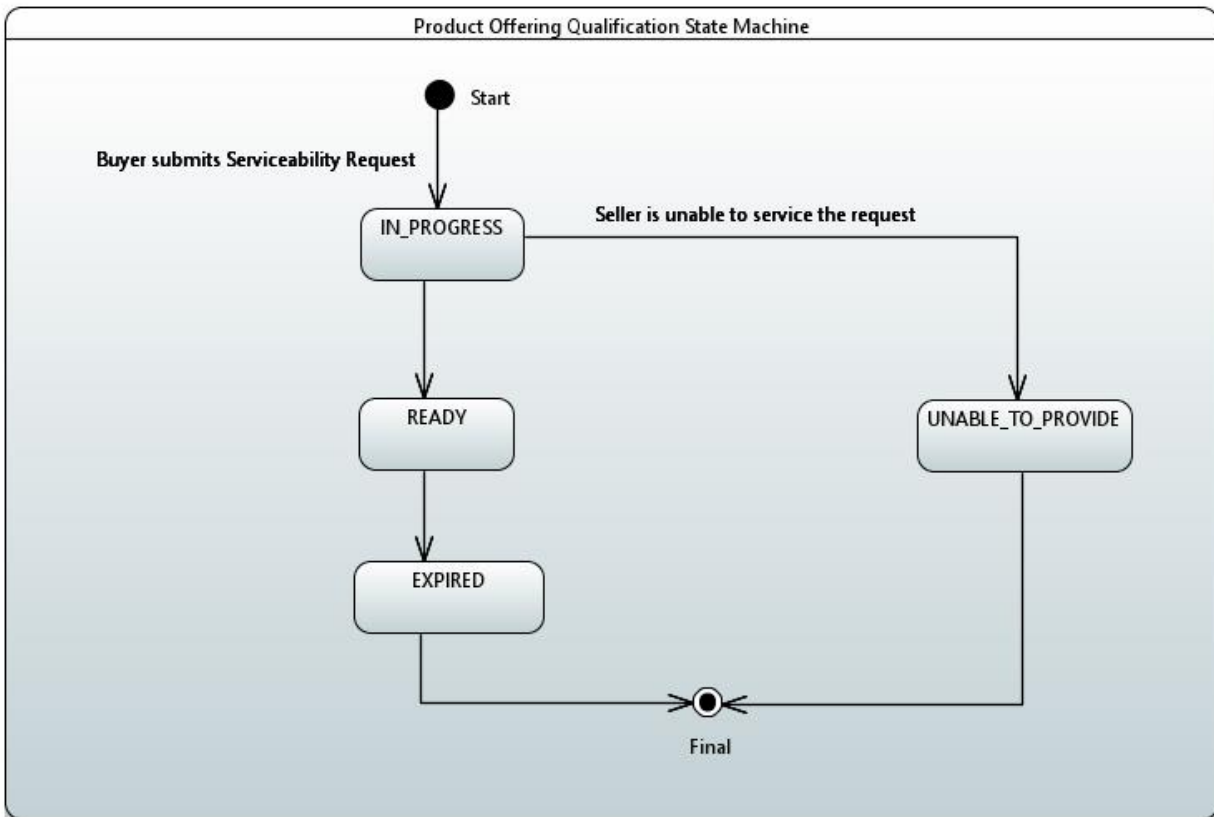 Product Offering Qualification State Machine
Start
Buyer submits Serviceability Request
IN_PROGRESS
Seller is unable to service the request
READY
UNABLE_TO_PROVIDE
EXPIRED
Final